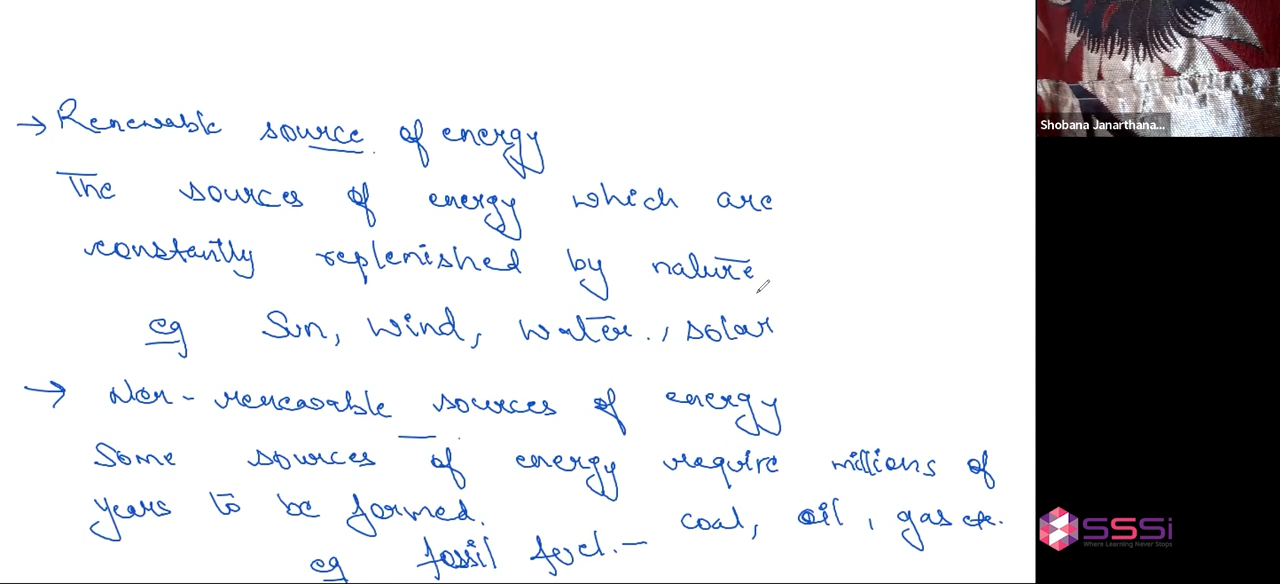 → Renewable source of energy
The sources of energy which are
constantly replenished by nature
eg Sun, Wind, Water., solar
→ Non-renewable sources of energy
Some sources of energy require millions of
years to be formed.
eg fossil fuel. – coal, oil, gas etc.
Shobana Janarthana...
SSSi
Where Learning Never Stops